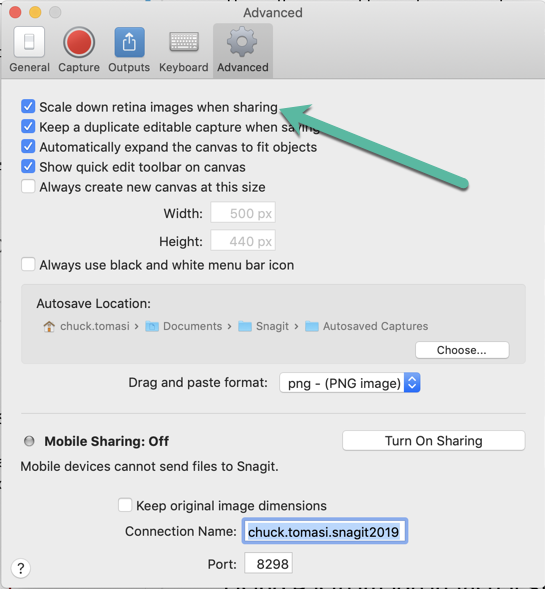 Advanced
General Capture Outputs Keyboard Advanced
Scale down retina images when sharing
Keep a duplicate editable capture when saving
Automatically expand the canvas to fit objects
Show quick edit toolbar on canvas
Always create new canvas at this size
Width: 500 px
Height: 440 px
Always use black and white menu bar icon
Autosave Location:
chuck.tomasi › Documents › Snagit › Autosaved Captures
Choose...
Drag and paste format: png - (PNG image)
Mobile Sharing: Off Turn On Sharing
Mobile devices cannot send files to Snagit.
Keep original image dimensions
Connection Name: chuck.tomasi.snagit2019
? Port: 8298